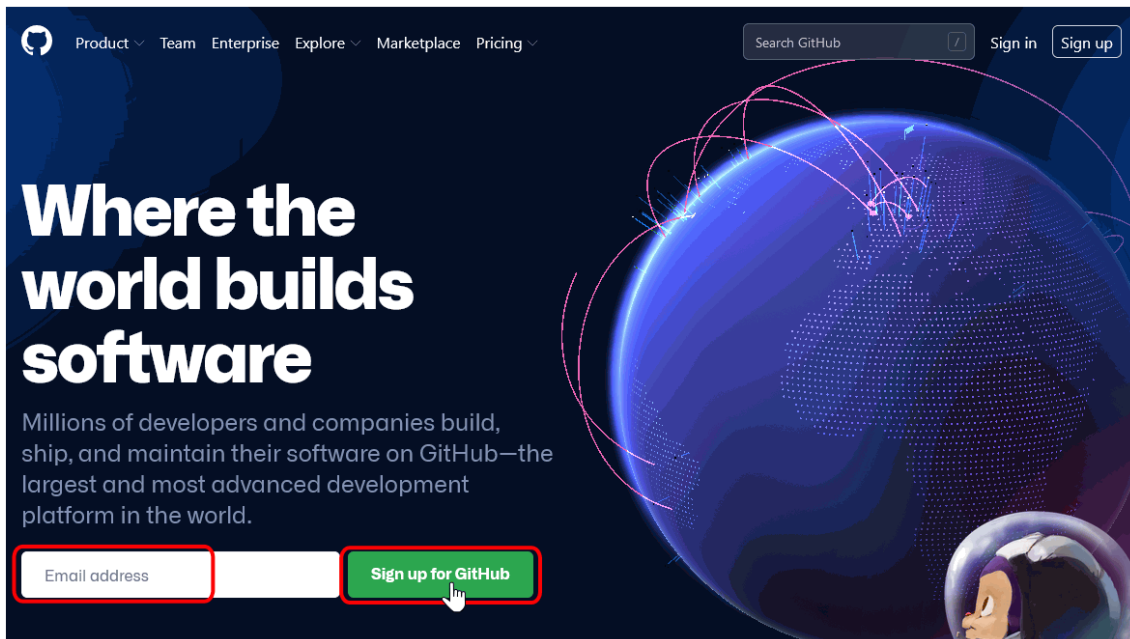 Product Team Enterprise Explore Marketplace Pricing Search GitHub / Sign in Sign up
Where the
world builds
software
Millions of developers and companies build,
ship, and maintain their software on GitHub—the
largest and most advanced development
platform in the world.
Email address Sign up for GitHub